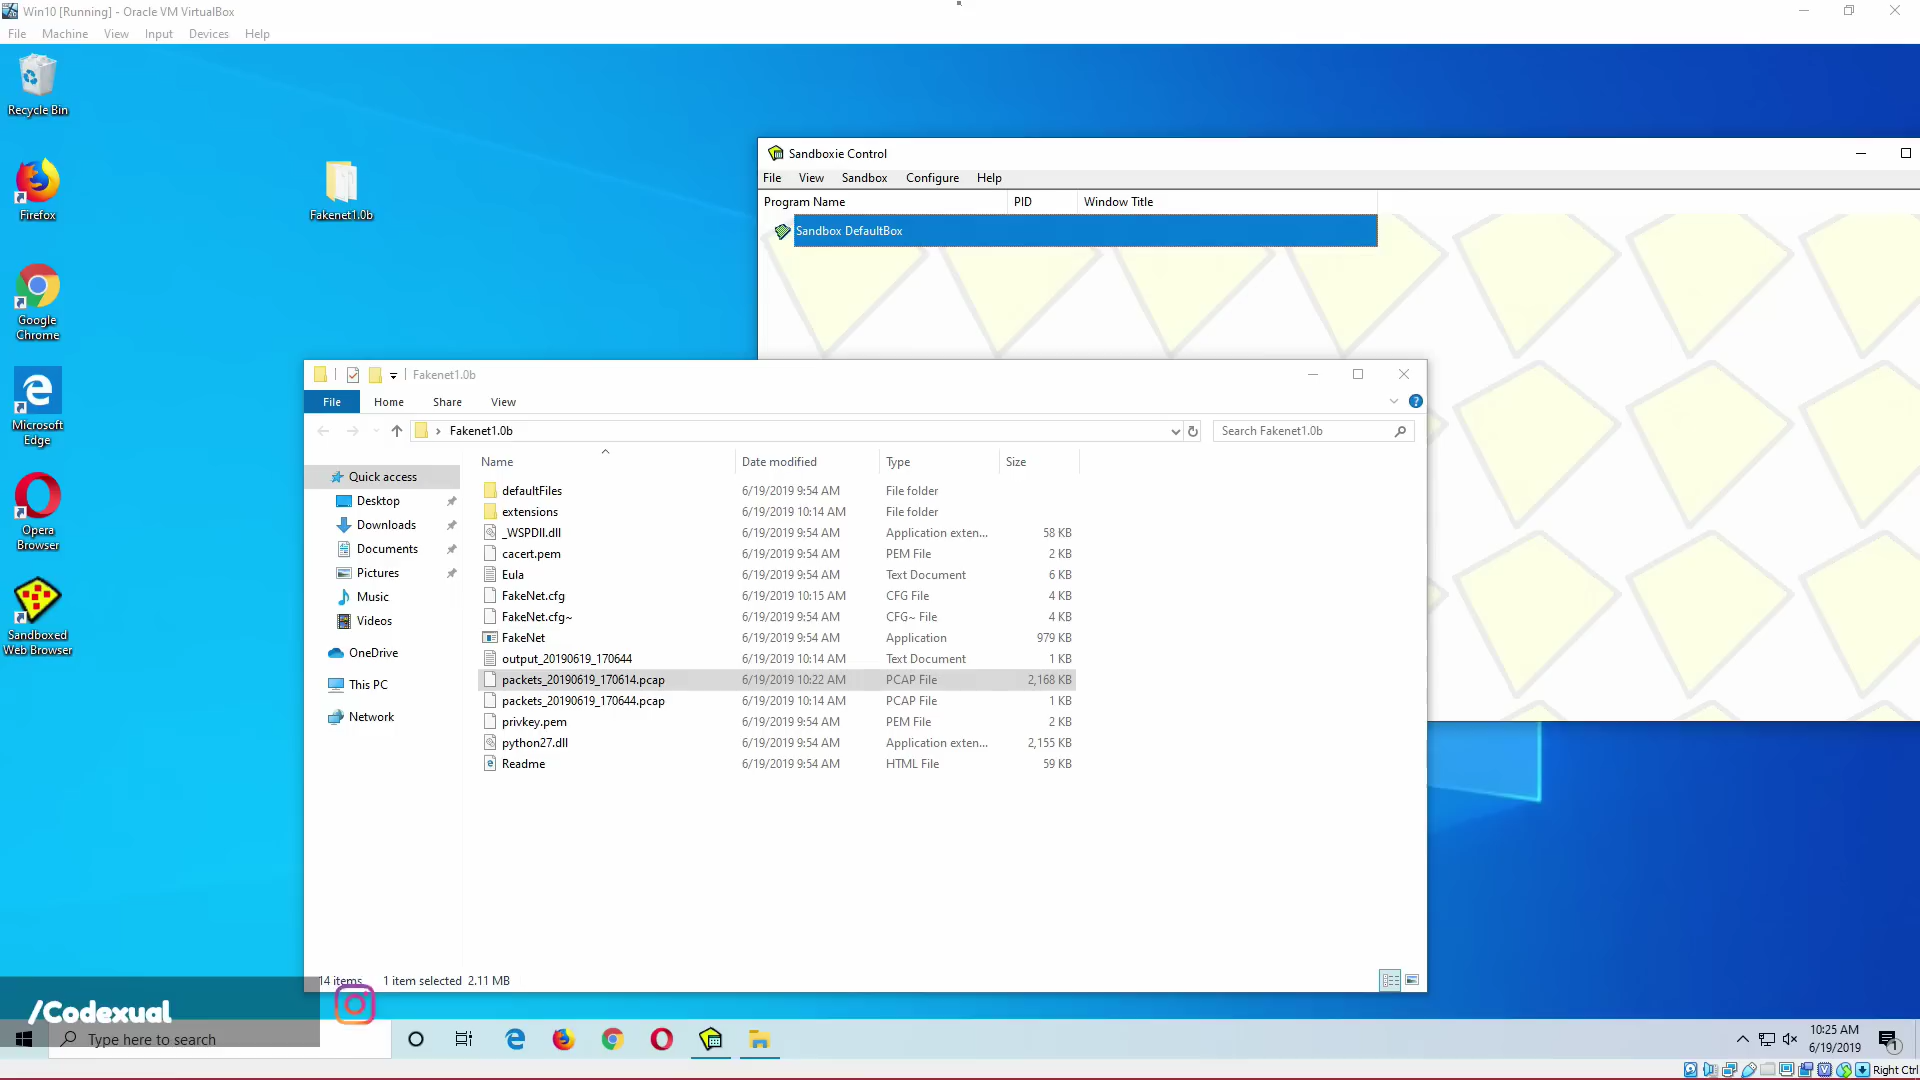 Win10 [Running] - Oracle VM VirtualBox
File Machine View Input Devices Help
Recycle Bin
Firefox
Google
Chrome
Microsoft
Edge
Opera
Browser
Sandboxed
Web Browser
Fakenet1.0b
Sandboxie Control
File View Sandbox Configure Help
Program Name PID Window Title
Sandbox DefaultBox
Fakenet1.0b
File Home Share View
Fakenet1.0b
Search Fakenet1.0b
Quick access
Desktop
Downloads
Documents
Pictures
Music
Videos
OneDrive
This PC
Network
Name Date modified Type Size
defaultFiles 6/19/2019 9:54 AM File folder
extensions 6/19/2019 10:14 AM File folder
_WSPDll.dll 6/19/2019 9:54 AM Application exten... 58 KB
cacert.pem 6/19/2019 9:54 AM PEM File 2 KB
Eula 6/19/2019 9:54 AM Text Document 6 KB
FakeNet.cfg 6/19/2019 10:15 AM CFG File 4 KB
FakeNet.cfg~ 6/19/2019 9:54 AM CFG~ File 4 KB
FakeNet 6/19/2019 9:54 AM Application 979 KB
output_20190619_170644 6/19/2019 10:14 AM Text Document 1 KB
packets_20190619_170614.pcap 6/19/2019 10:22 AM PCAP File 2,168 KB
packets_20190619_170644.pcap 6/19/2019 10:14 AM PCAP File 1 KB
privkey.pem 6/19/2019 9:54 AM PEM File 2 KB
python27.dll 6/19/2019 9:54 AM Application exten... 2,155 KB
Readme 6/19/2019 9:54 AM HTML File 59 KB
14 items 1 item selected 2.11 MB
/Codexual
Type here to search
10:25 AM
6/19/2019
1
Right Ctrl